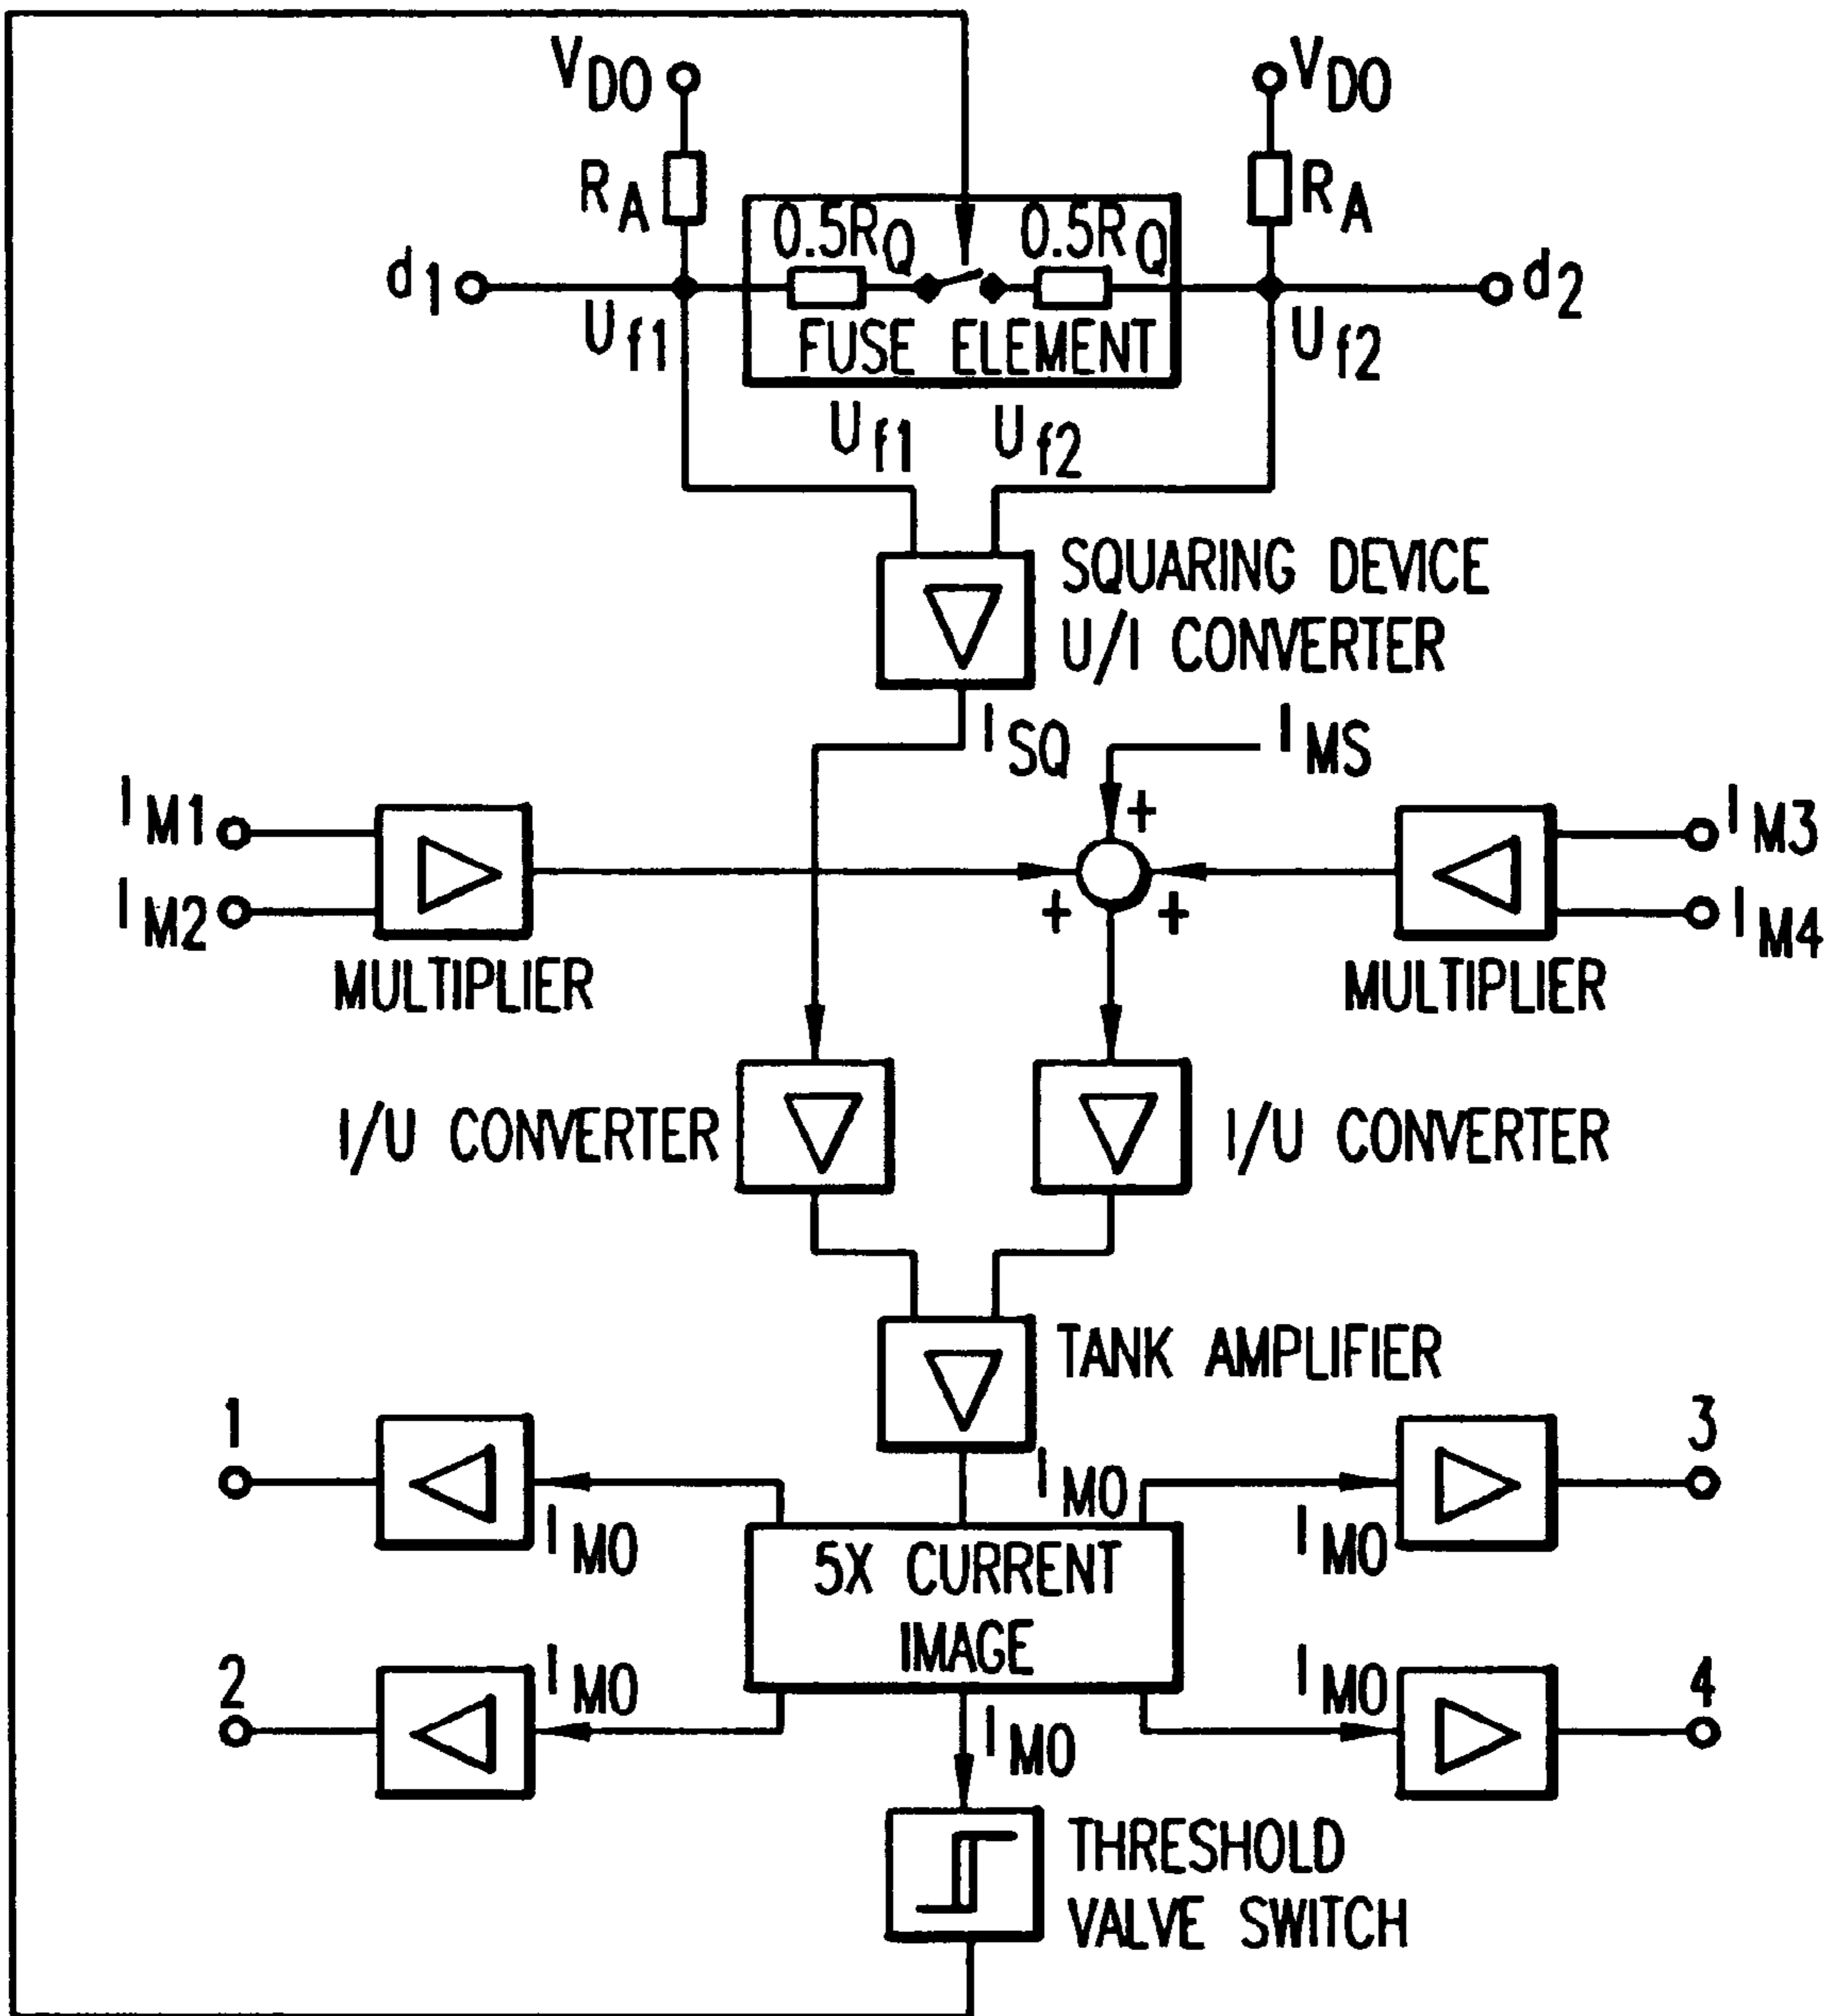 VDO
VDO
RA
RA
0.5RQ
0.5RQ
d1
d2
Uf1
FUSE ELEMENT
Uf2
Uf1
Uf2
SQUARING DEVICE
U/I CONVERTER
ISQ
IMS
IM1
+
IM3
IM2
+
+
IM4
MULTIPLIER
MULTIPLIER
I/U CONVERTER
I/U CONVERTER
TANK AMPLIFIER
1
3
IMO
IMO
IMO
5X CURRENT
IMAGE
2
IMO
IMO
4
IMO
THRESHOLD
VALVE SWITCH